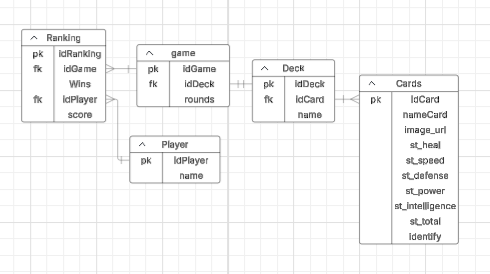 Ranking
pk idRanking
fk idGame
Wins
fk idPlayer
score
game
pk idGame
fk idDeck
rounds
Player
pk idPlayer
name
Deck
pk idDeck
fk idCard
name
Cards
pk idCard
nameCard
image_url
st_heal
st_speed
st_defense
st_power
st_intelligence
st_total
identify